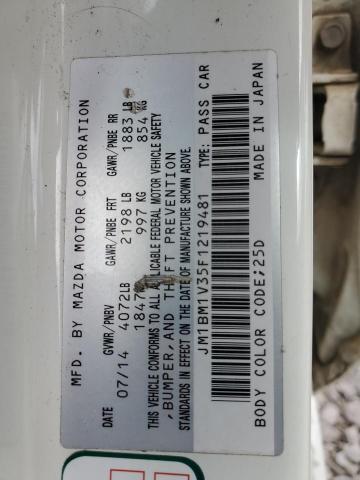 MFD. BY MAZDA MOTOR CORPORATION
GVWR/PNBV GAWR/PNBE FRT GAWR/PNBE RR
DATE
07/14 4072LB 2198 LB 1883 LB
1847 997 KG 854 KG
THIS VEHICLE CONFORMS TO ALL APPLICABLE FEDERAL MOTOR VEHICLE SAFETY
, BUMPER, AND THEFT PREVENTION
STANDARDS IN EFFECT ON THE DATE OF MANUFACTURE SHOWN ABOVE.
JM1BM1V35F1219481 TYPE: PASS CAR
BODY COLOR CODE;25D MADE IN JAPAN